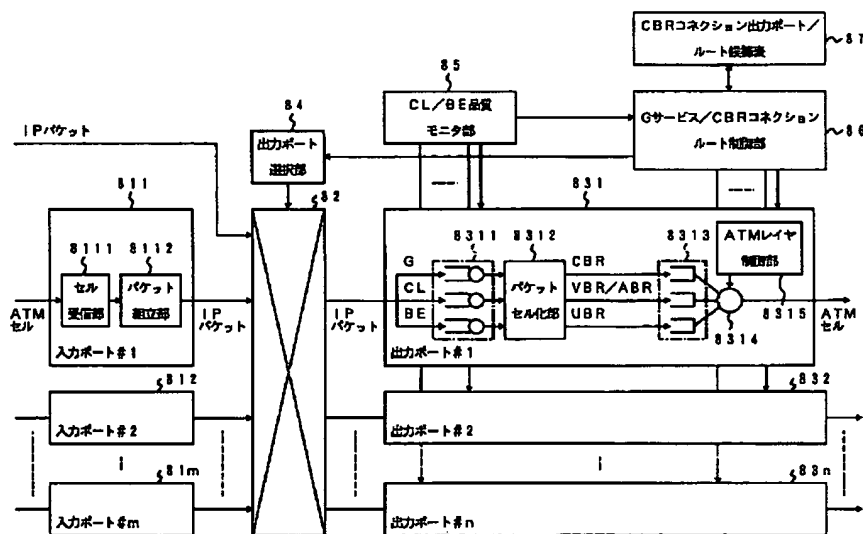 CBRコネクション出力ポート/
ルート候補表
87
85
CL/BE品質
モニタ部
84
出力ポート
選択部
Gサービス/CBRコネクション
ルート制御部
86
IPパケット
811
82
831
8111
8112
セル
受信部
パケット
組立部
ATM
セル
IP
パケット
入力ポート#1
IP
パケット
8311
8312
8313
G
CL
BE
パケット
セル化部
CBR
VBR/ABR
UBR
ATMレイヤ
制御部
8314
8315
ATM
セル
出力ポート#1
812
入力ポート#2
832
出力ポート#2
81m
入力ポート#m
83n
出力ポート#n